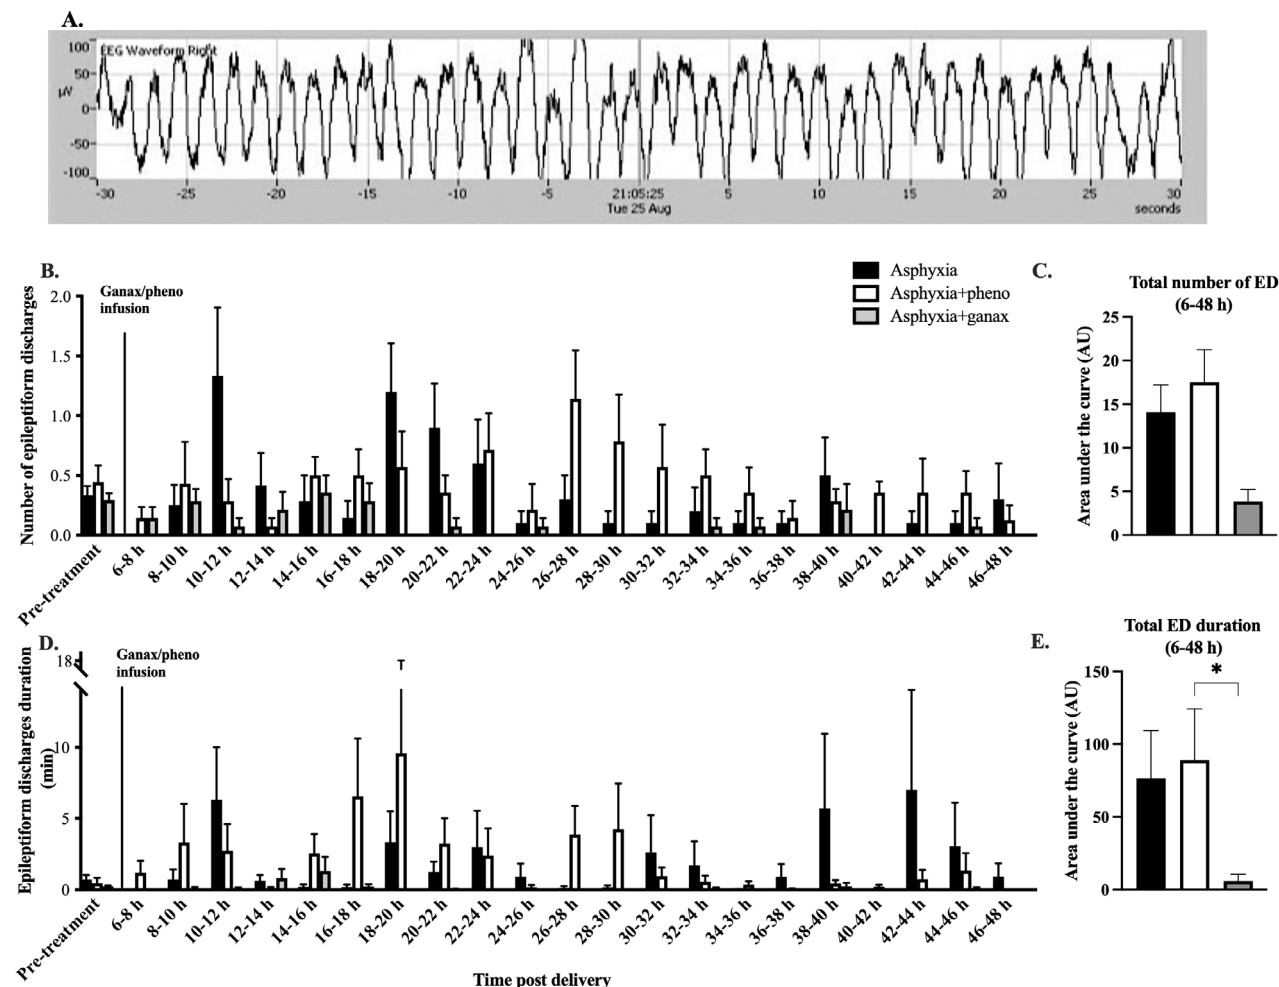 A.
EEG Waveform Right
100
50
µV
0
-50
-100
-30 -25 -20 -15 -10 -5 21:05:25 5 10 15 20 25 30
Tue 25 Aug seconds
B.
Number of epileptiform discharges
2.0
1.5
1.0
0.5
0.0
Ganax/pheno
infusion
Asphyxia
Asphyxia+pheno
Asphyxia+ganax
Pre-treatment 6-8 h 8-10 h 10-12 h 12-14 h 14-16 h 16-18 h 18-20 h 20-22 h 22-24 h 24-26 h 26-28 h 28-30 h 30-32 h 32-34 h 34-36 h 36-38 h 38-40 h 40-42 h 42-44 h 44-46 h 46-48 h
C.
Total number of ED
(6-48 h)
Area under the curve (AU)
25
20
15
10
5
0
D.
Epileptiform discharges duration
(min)
18
10
5
0
Ganax/pheno
infusion
Pre-treatment 6-8 h 8-10 h 10-12 h 12-14 h 14-16 h 16-18 h 18-20 h 20-22 h 22-24 h 24-26 h 26-28 h 28-30 h 30-32 h 32-34 h 34-36 h 36-38 h 38-40 h 40-42 h 42-44 h 44-46 h 46-48 h
Time post delivery
E.
Total ED duration
(6-48 h)
*
Area under the curve (AU)
150
100
50
0